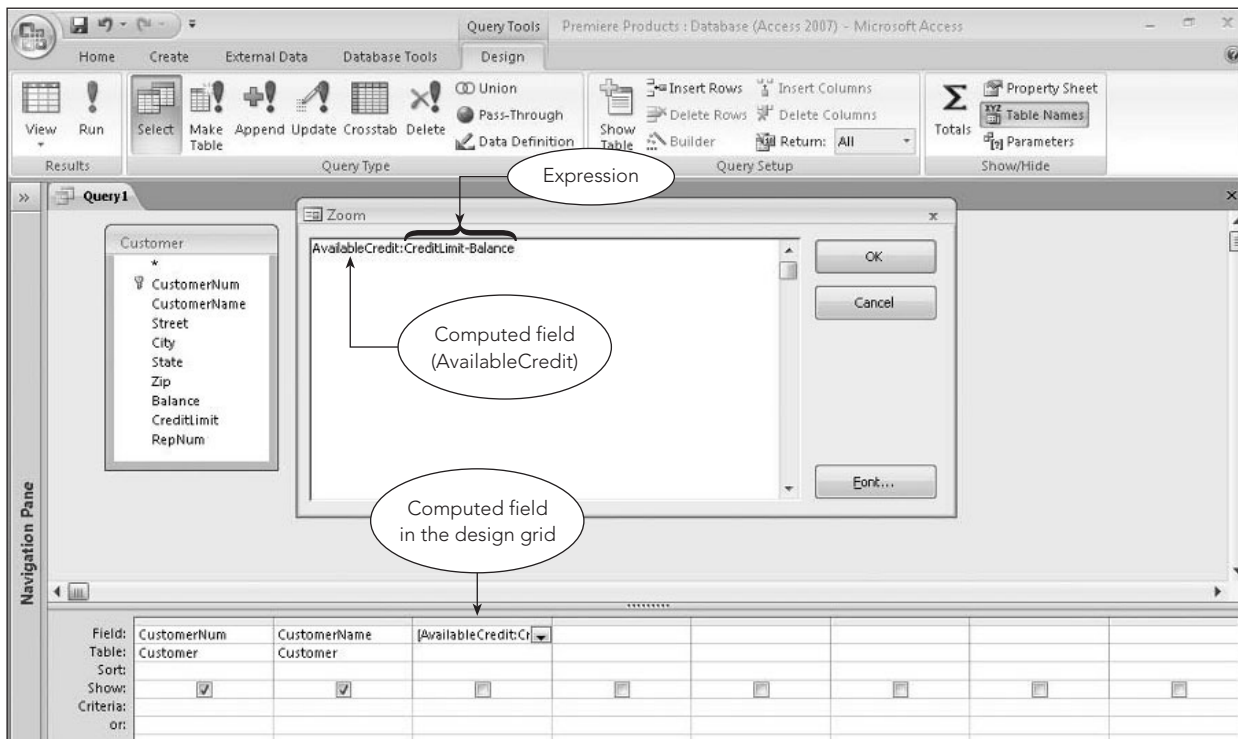 Query Tools
Premiere Products : Database (Access 2007) - Microsoft Access
Home Create External Data Database Tools Design
View
Run
Results
Select
Make Table
Append
Update
Crosstab
Delete
Union
Pass-Through
Data Definition
Query Type
Show Table
Insert Rows
Delete Rows
Builder
Insert Columns
Delete Columns
Return: All
Query Setup
Totals
Property Sheet
Table Names
Parameters
Show/Hide
Query1
Expression
Customer
*
CustomerNum
CustomerName
Street
City
State
Zip
Balance
CreditLimit
RepNum
Zoom
AvailableCredit:CreditLimit-Balance
OK
Cancel
Font...
Computed field
(AvailableCredit)
Computed field
in the design grid
Navigation Pane
Field: CustomerNum CustomerName [AvailableCredit:Cr
Table: Customer Customer
Sort:
Show:
Criteria:
or: